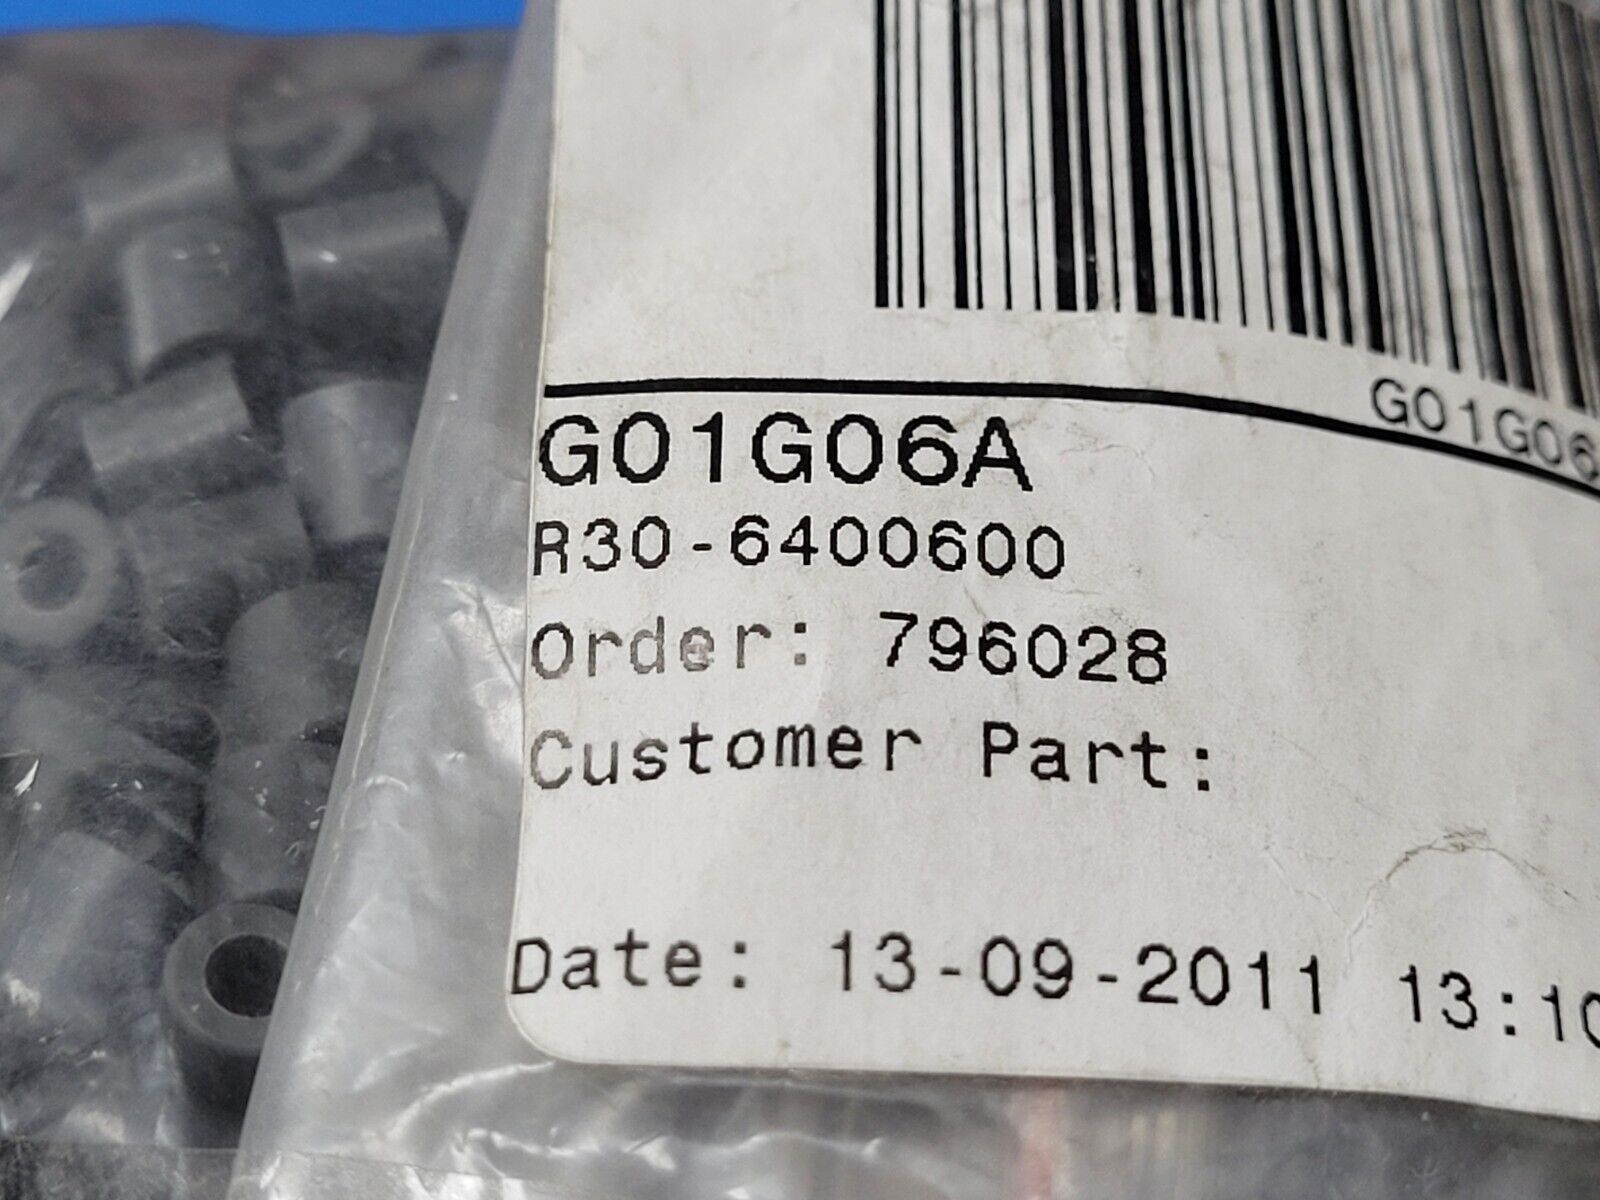 G01G06
G01G06A
R30-6400600
Order: 796028
Customer Part:
Date: 13-09-2011 13:10